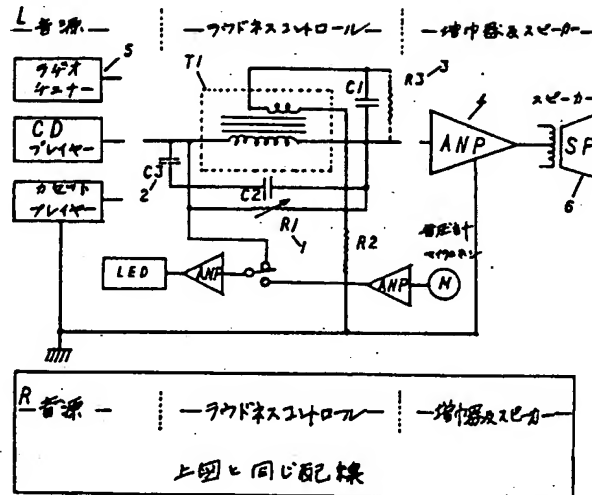 L 音源 — —ラウドネスコントロール— —増巾器及スピーカー
5
T1
ラヂオ
チュナー
C1
R3 3
4
スピーカー
CD
プレイヤー
ANP
SP
C3
2
C2
6
カセット
プレイヤー
R1
1
R2
音圧計
マイクロホン
LED
ANP
ANP
M
R 音源 — —ラウドネスコントロール— —増巾器及スピーカー
上図と同じ配線